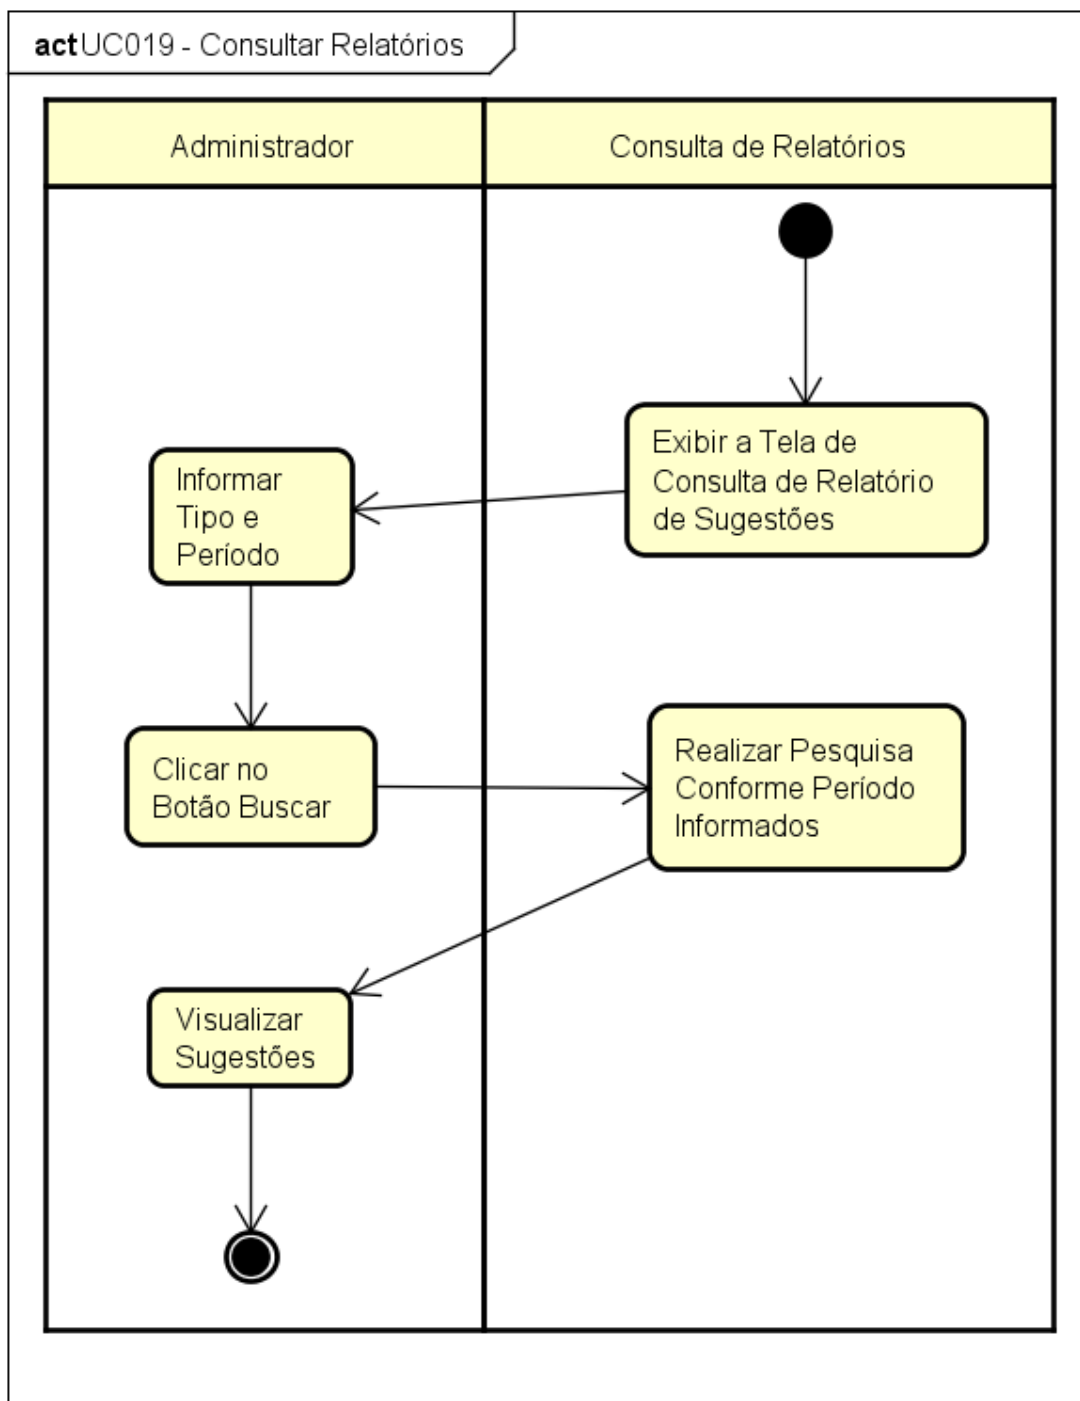 act UC019 - Consultar Relatórios
Administrador
Consulta de Relatórios
Exibir a Tela de
Consulta de Relatório
de Sugestões
Informar
Tipo e
Período
Clicar no
Botão Buscar
Realizar Pesquisa
Conforme Período
Informados
Visualizar
Sugestões